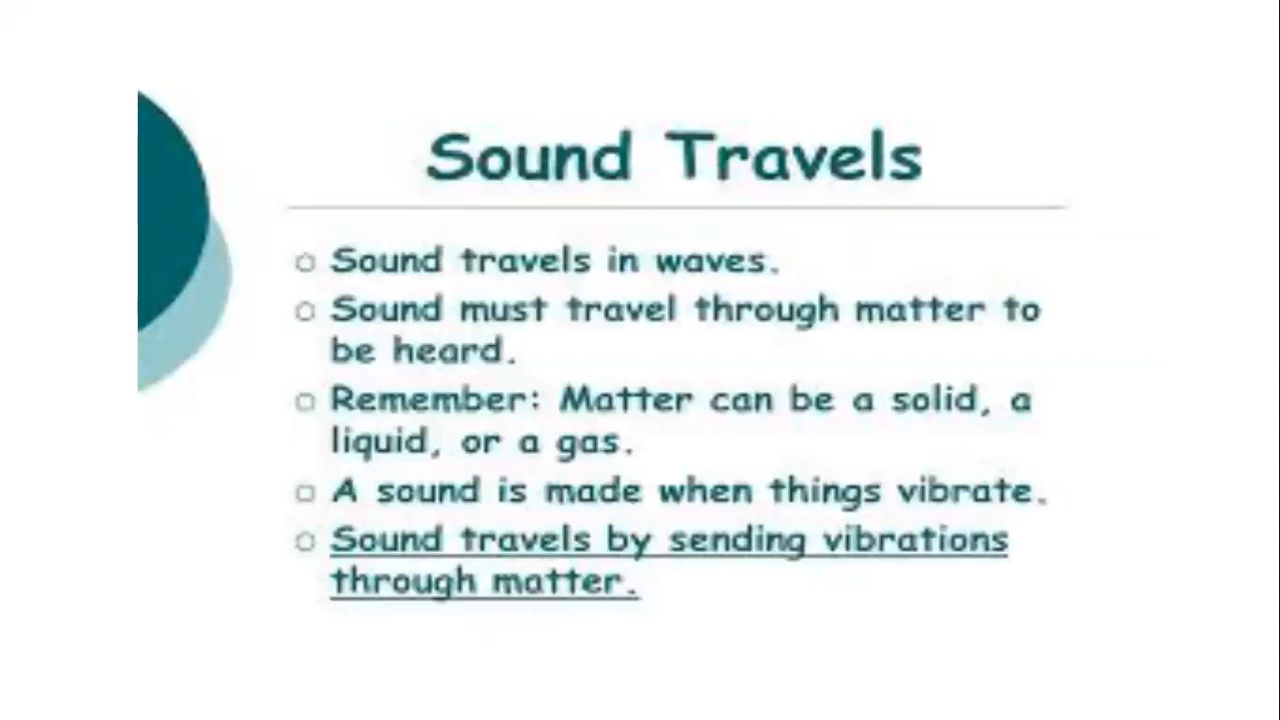 Sound Travels
Sound travels in waves.
Sound must travel through matter to
be heard.
Remember: Matter can be a solid, a
liquid, or a gas.
A sound is made when things vibrate.
Sound travels by sending vibrations
through matter.